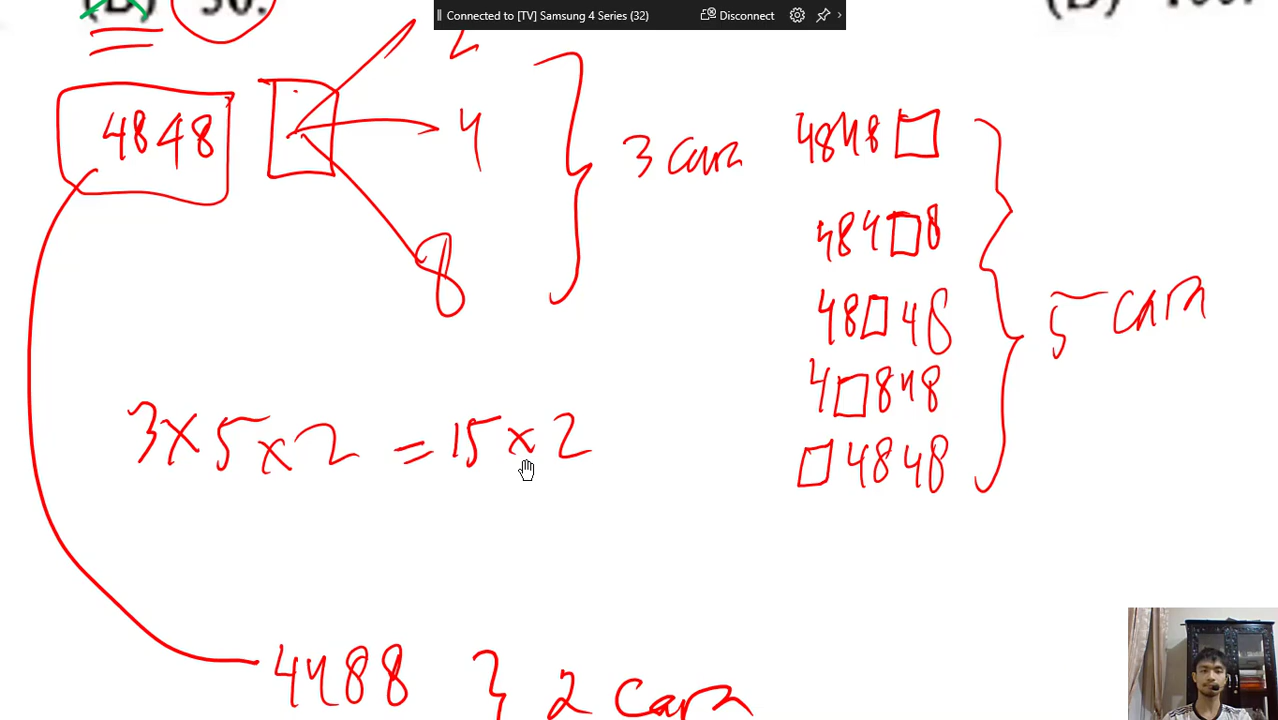 Connected to [TV] Samsung 4 Series (32)
Disconnect
4848
2
4
8
3 cara
4848□
484□8
48□48
4□848
□4848
5 cara
3×5×2 = 15×2
4488
2 cara